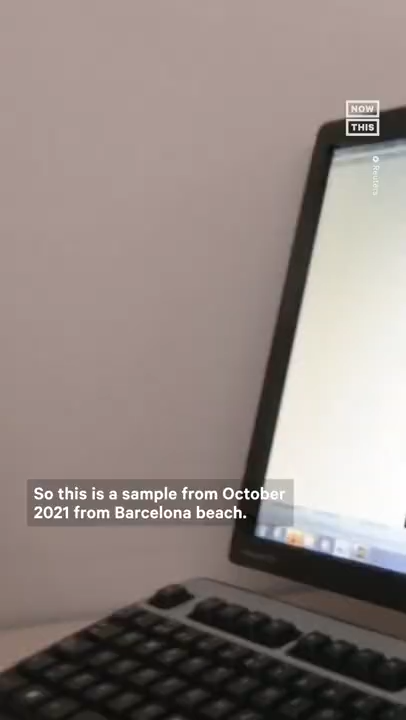 NOW
THIS
Reuters
So this is a sample from October
2021 from Barcelona beach.